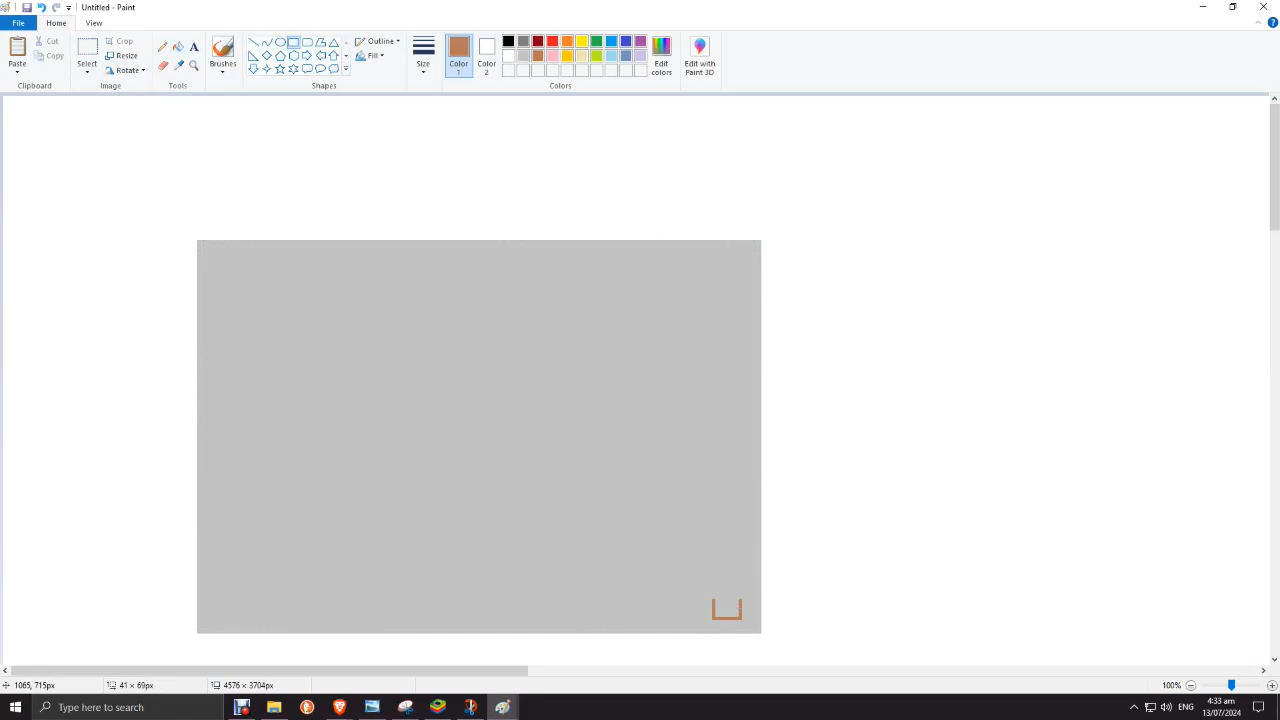 Untitled - Paint
File Home View
Paste
Cut
Copy
Clipboard
Select
Crop
Resize
Rotate
Image
A
Tools
Brushes
Outline
Fill
Shapes
Size
Color 1
Color 2
Edit colors
Edit with Paint 3D
Colors
1065, 715px 41 × 69px 4576 × 3704px 100%
Type here to search
4:33 am
13/07/2024